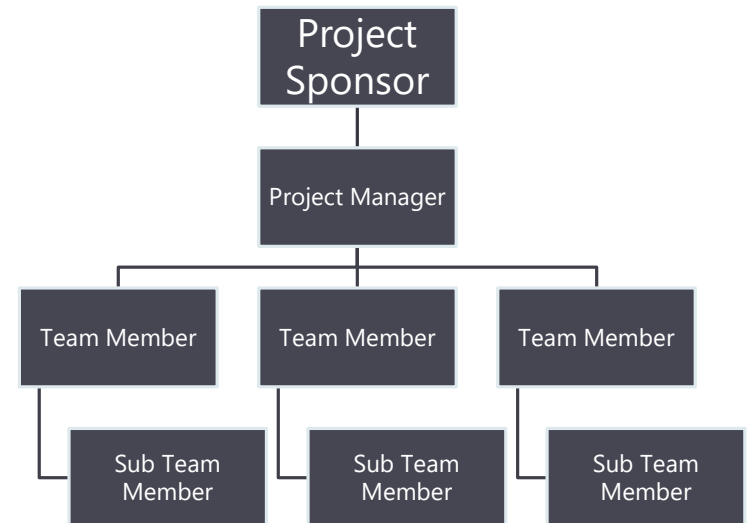 Project
Sponsor
Project Manager
Team Member
Team Member
Team Member
Sub Team
Member
Sub Team
Member
Sub Team
Member